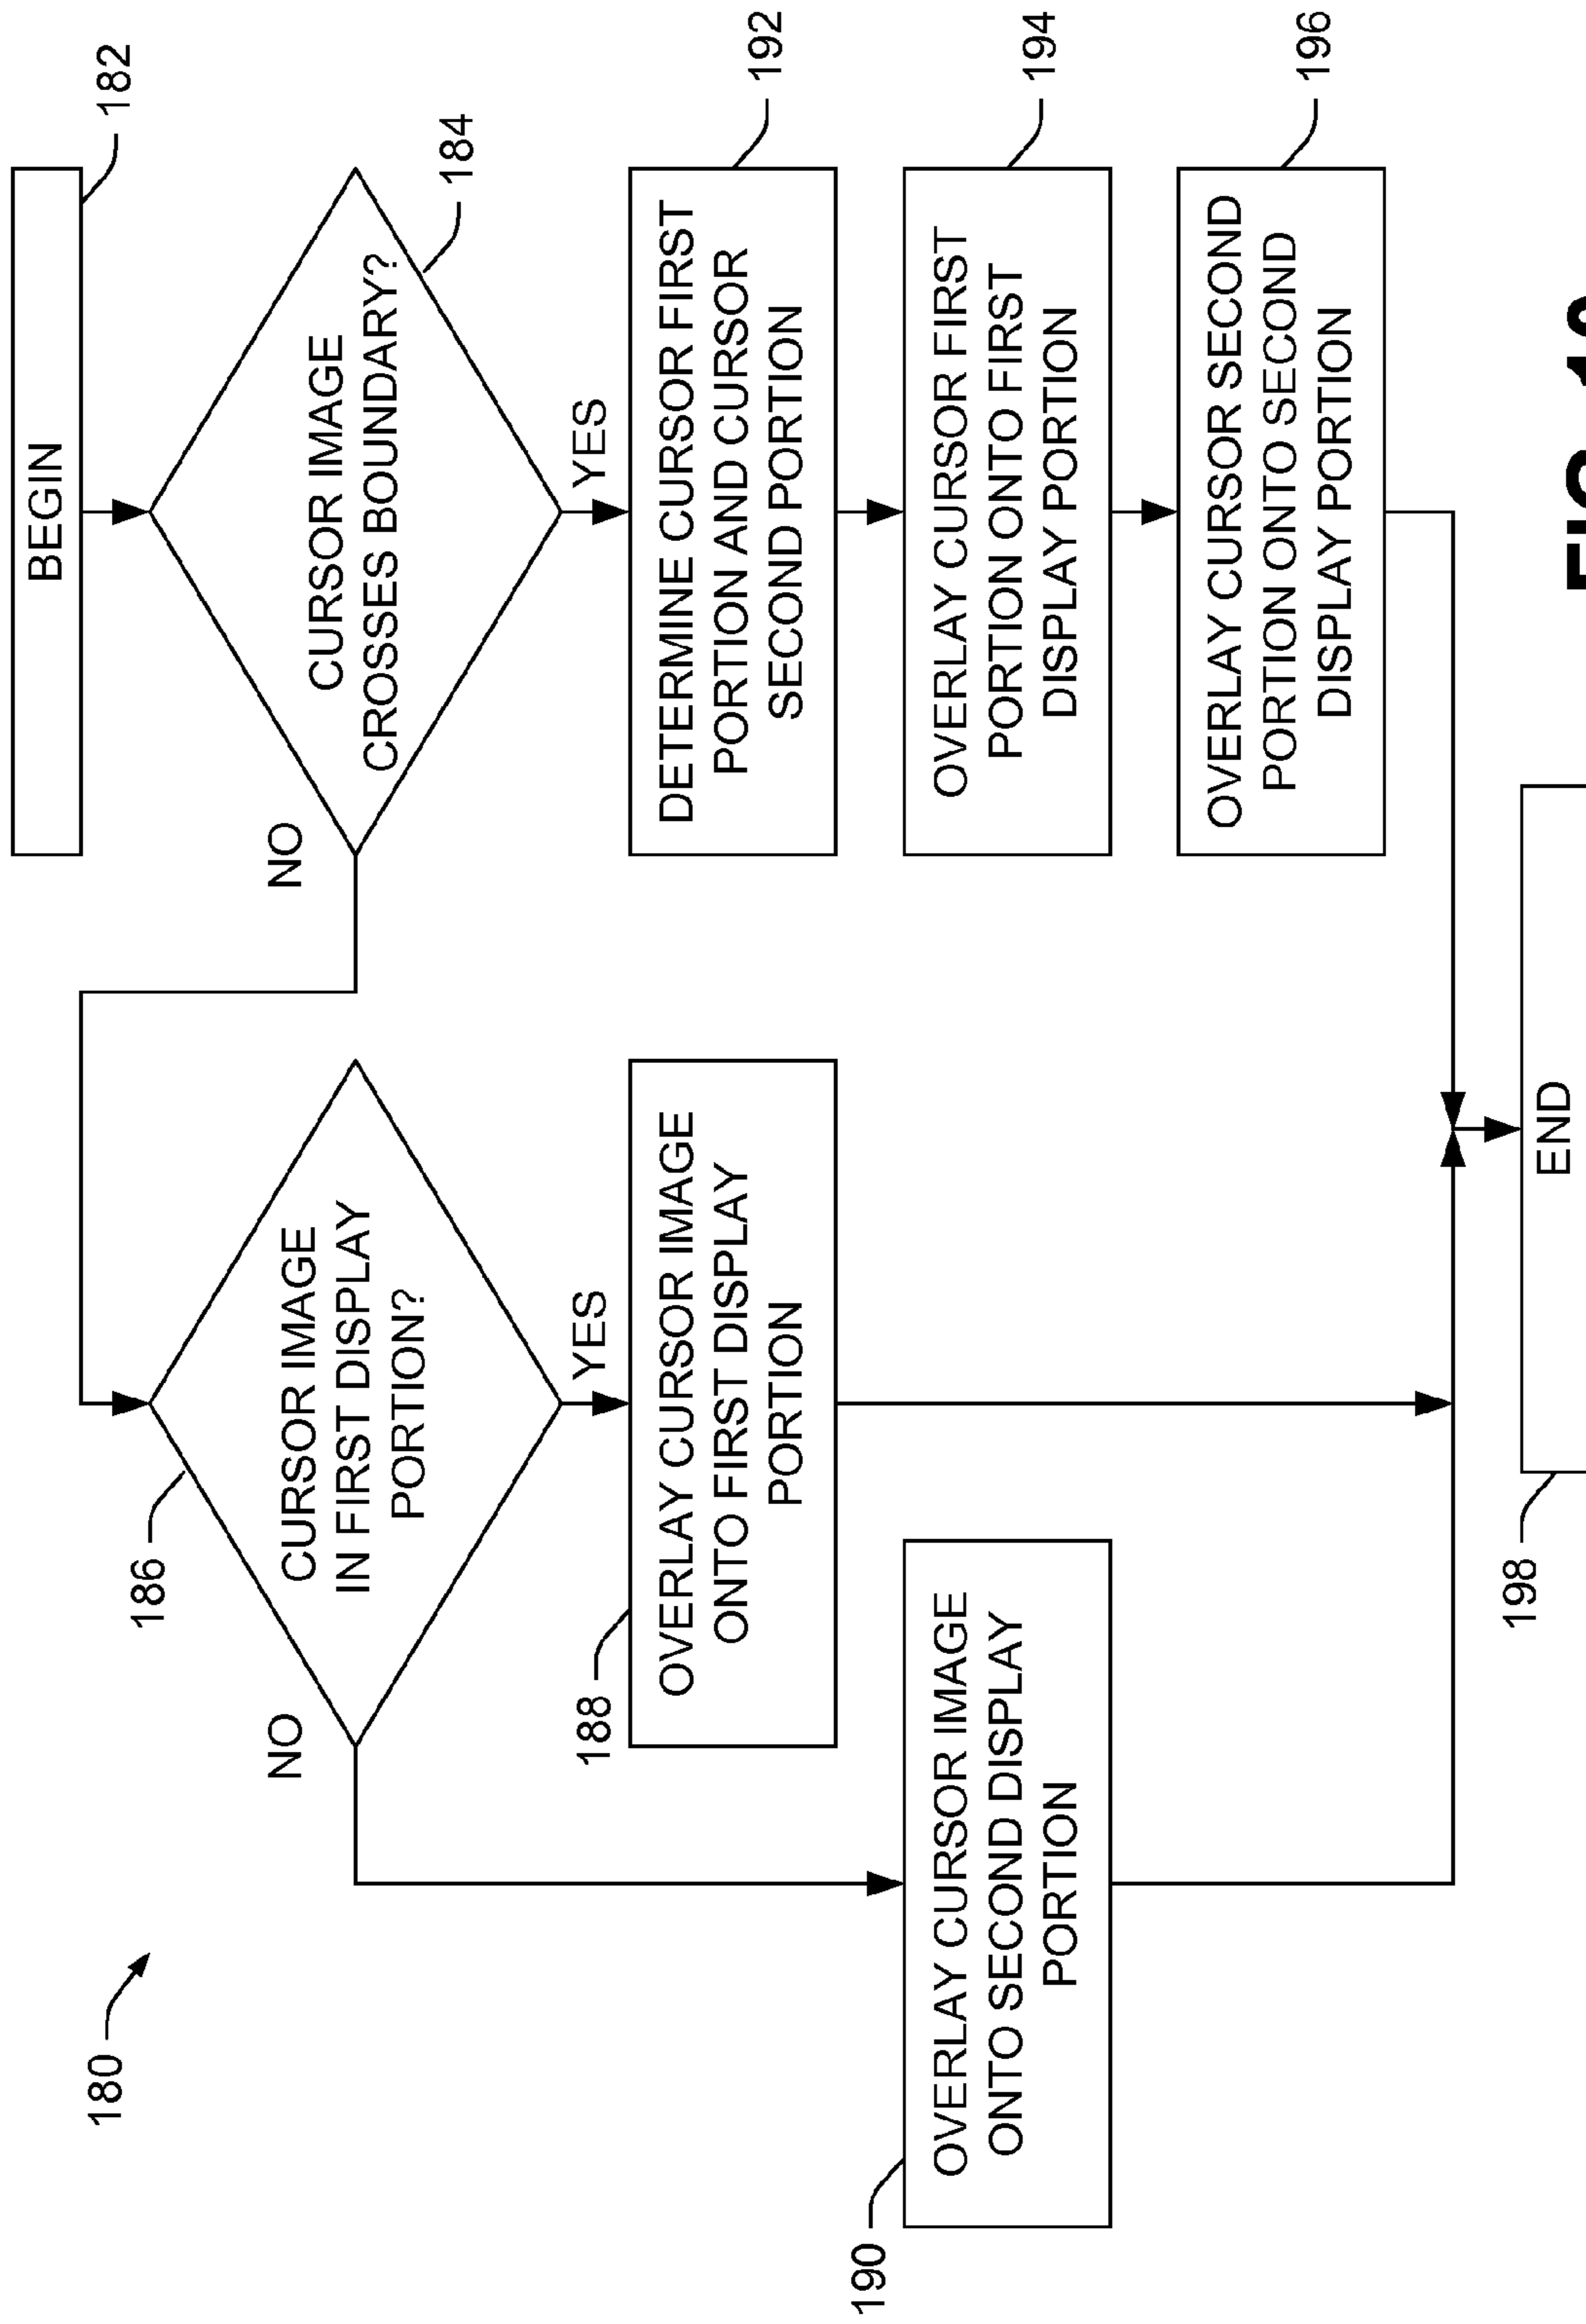 180
BEGIN
182
CURSOR IMAGE
CROSSES BOUNDARY?
184
NO
YES
186
CURSOR IMAGE
IN FIRST DISPLAY
PORTION?
NO
YES
188
OVERLAY CURSOR IMAGE
ONTO FIRST DISPLAY
PORTION
DETERMINE CURSOR FIRST
PORTION AND CURSOR
SECOND PORTION
192
190
OVERLAY CURSOR IMAGE
ONTO SECOND DISPLAY
PORTION
OVERLAY CURSOR FIRST
PORTION ONTO FIRST
DISPLAY PORTION
194
OVERLAY CURSOR SECOND
PORTION ONTO SECOND
DISPLAY PORTION
196
198
END
FIG